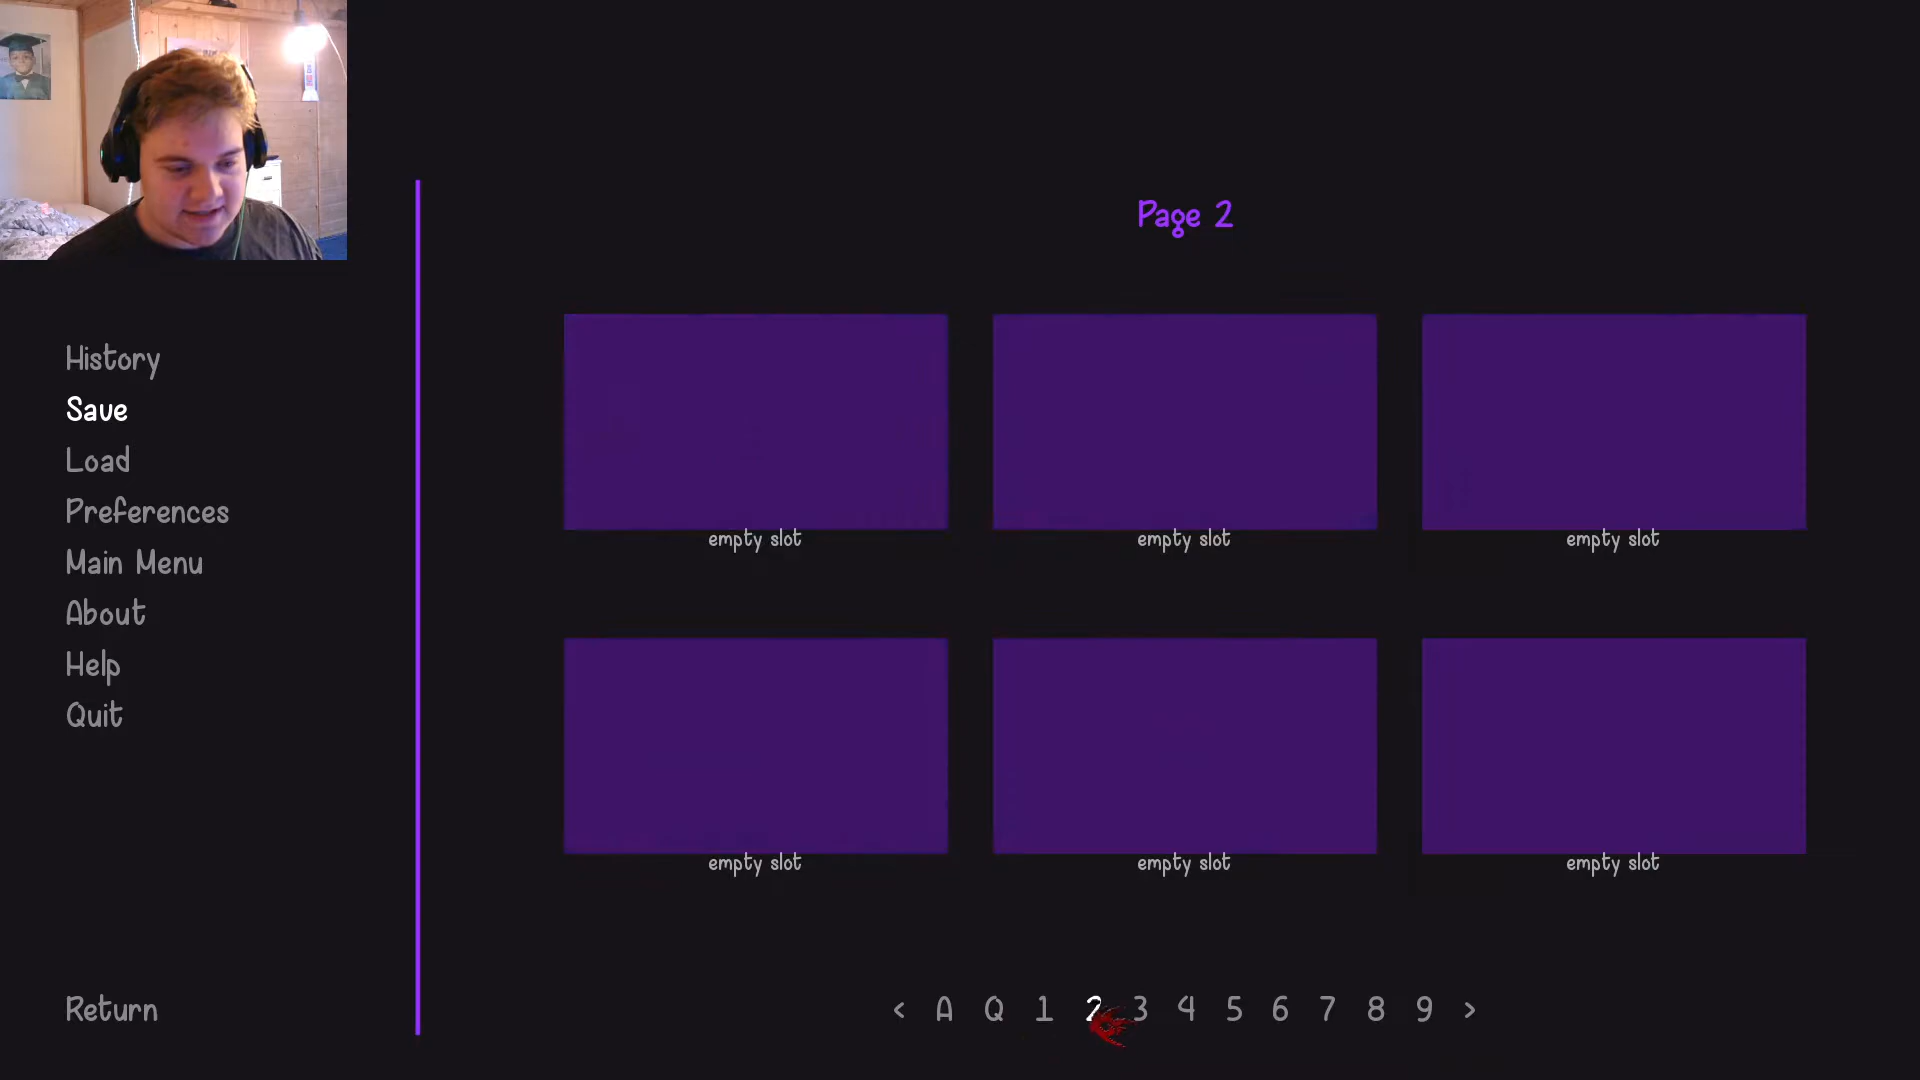 Page 2
History
Save
Load
Preferences
Main Menu
About
Help
Quit
Return
empty slot empty slot empty slot
empty slot empty slot empty slot
< A Q 1 2 3 4 5 6 7 8 9 >